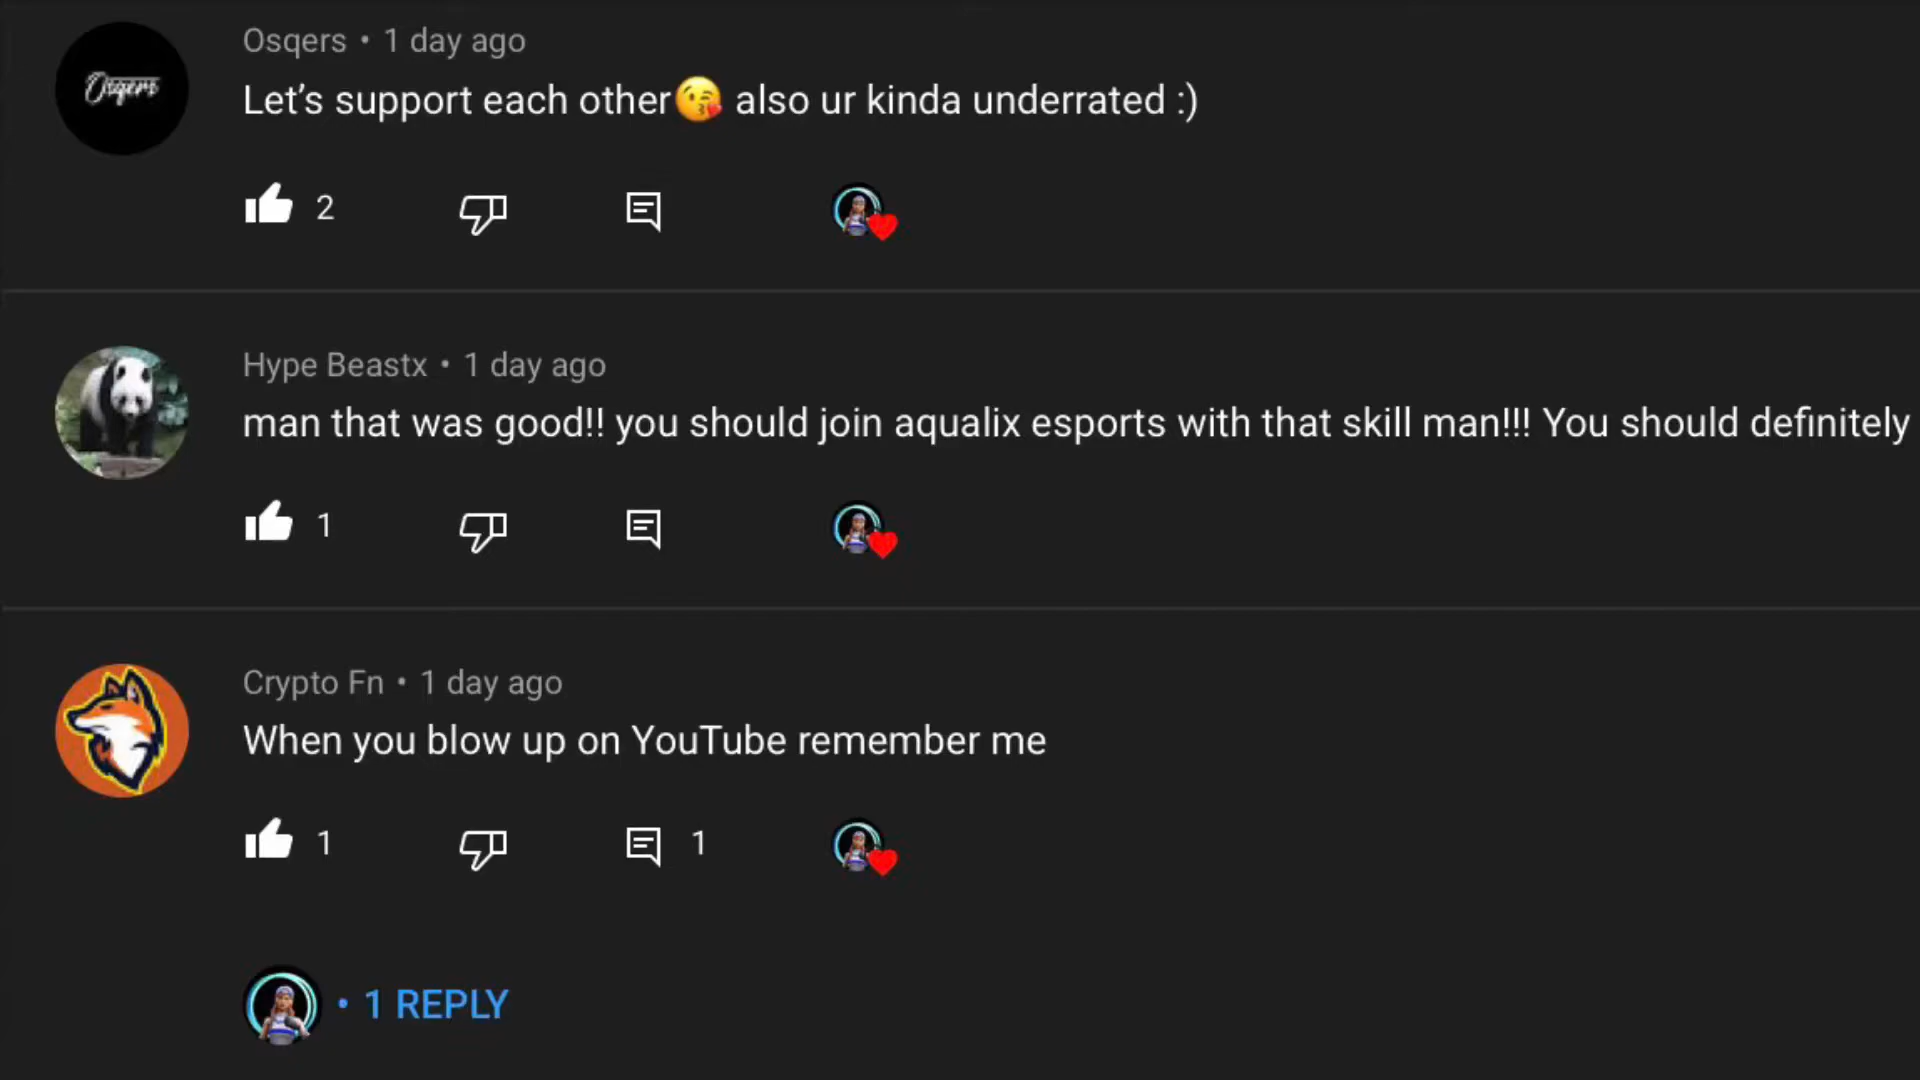 Osqers
Osqers • 1 day ago
Let's support each other😘 also ur kinda underrated :)
2
Hype Beastx • 1 day ago
man that was good!! you should join aqualix esports with that skill man!!! You should definitely
1
Crypto Fn • 1 day ago
When you blow up on YouTube remember me
1 1
• 1 REPLY